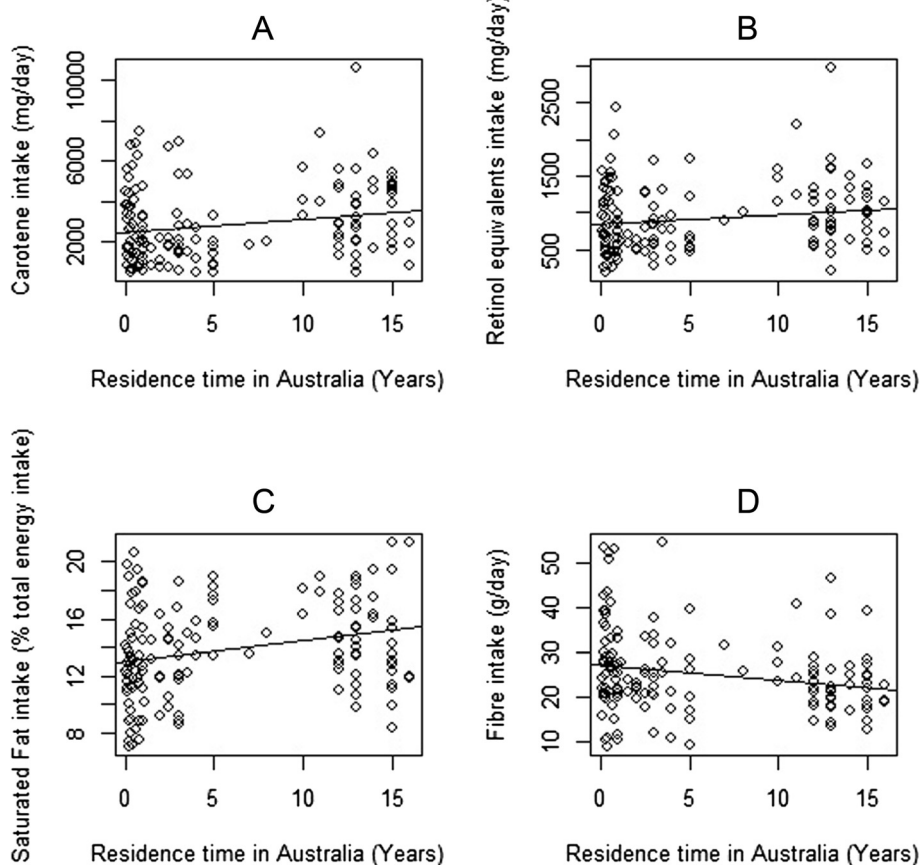 A
Carotene intake (mg/day)
10000
6000
2000
0 5 10 15
Residence time in Australia (Years)
B
Retinol equivalents intake (mg/day)
2500
1500
500
0 5 10 15
Residence time in Australia (Years)
C
Saturated Fat intake (% total energy intake)
20
16
12
8
0 5 10 15
Residence time in Australia (Years)
D
Fibre intake (g/day)
50
40
30
20
10
0 5 10 15
Residence time in Australia (Years)